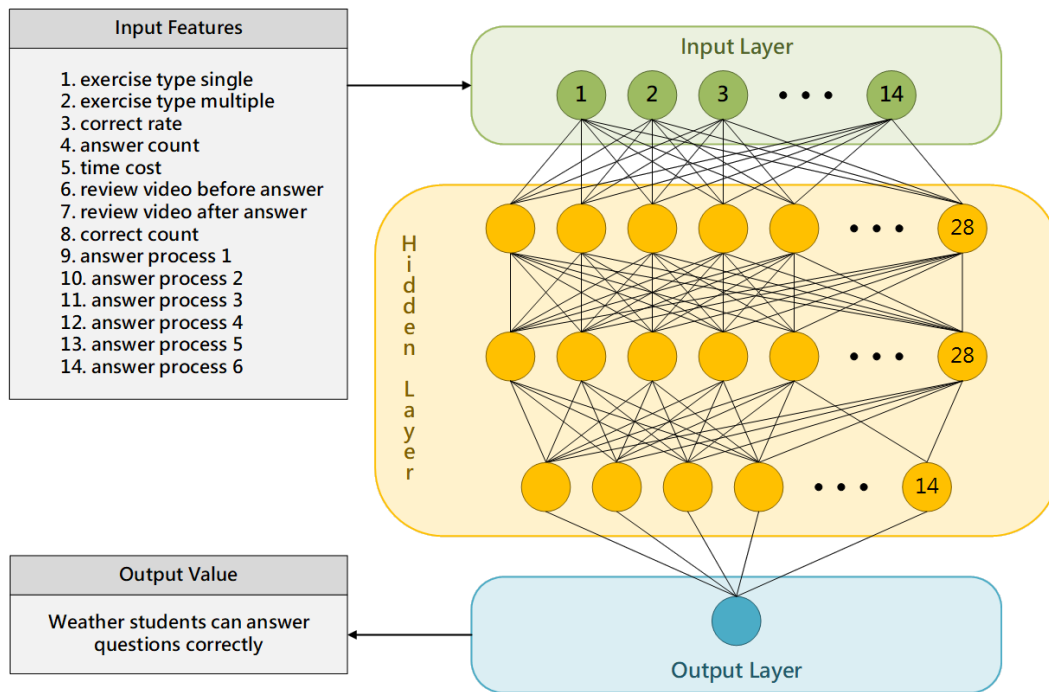 Input Features
1. exercise type single
2. exercise type multiple
3. correct rate
4. answer count
5. time cost
6. review video before answer
7. review video after answer
8. correct count
9. answer process 1
10. answer process 2
11. answer process 3
12. answer process 4
13. answer process 5
14. answer process 6
Input Layer
1 2 3 • • • 14
Hidden Layer
• • • 28
• • • 28
• • • 14
Output Value
Weather students can answer
questions correctly
Output Layer